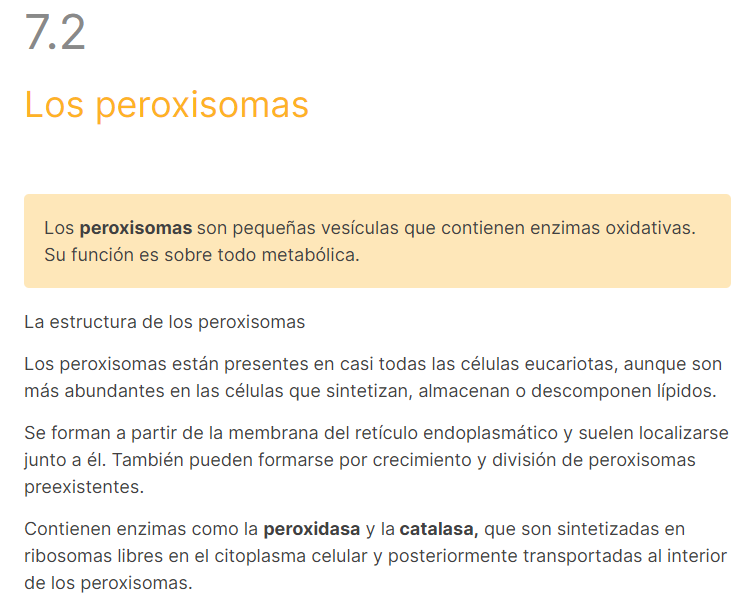 7.2
Los peroxisomas
Los peroxisomas son pequeñas vesículas que contienen enzimas oxidativas.
Su función es sobre todo metabólica.
La estructura de los peroxisomas
Los peroxisomas están presentes en casi todas las células eucariotas, aunque son
más abundantes en las células que sintetizan, almacenan o descomponen lípidos.
Se forman a partir de la membrana del retículo endoplasmático y suelen localizarse
junto a él. También pueden formarse por crecimiento y división de peroxisomas
preexistentes.
Contienen enzimas como la peroxidasa y la catalasa, que son sintetizadas en
ribosomas libres en el citoplasma celular y posteriormente transportadas al interior
de los peroxisomas.